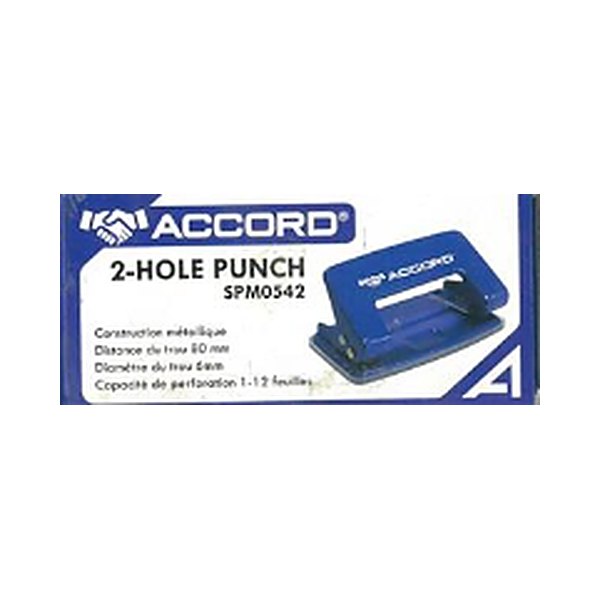 ACCORD®
2-HOLE PUNCH
SPM0542
ACCORD
Construction métallique
Distance du trou 80 mm
Diamètre du trou 6mm
Capacité de perforation 1-12 feuilles
A